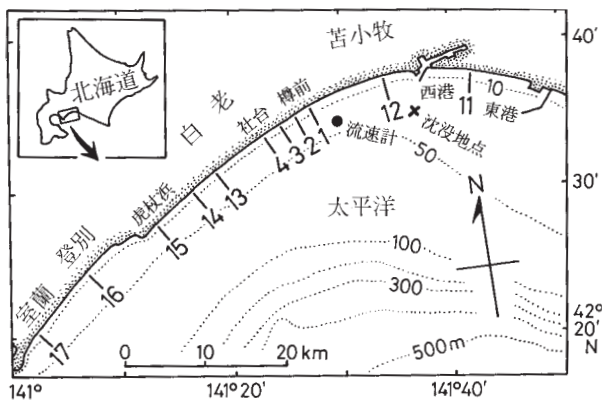 北海道
苫小牧
40'
西港
11
10
東港
白老
社台
樽前
12
沈没地点
4 3 2 1
流速計
50
30'
虎杖浜
14
13
太平洋
N
15
登別
100
16
300
室蘭
42°
20'
N
17
0 10 20 km
500m
141°
141°20'
141°40'